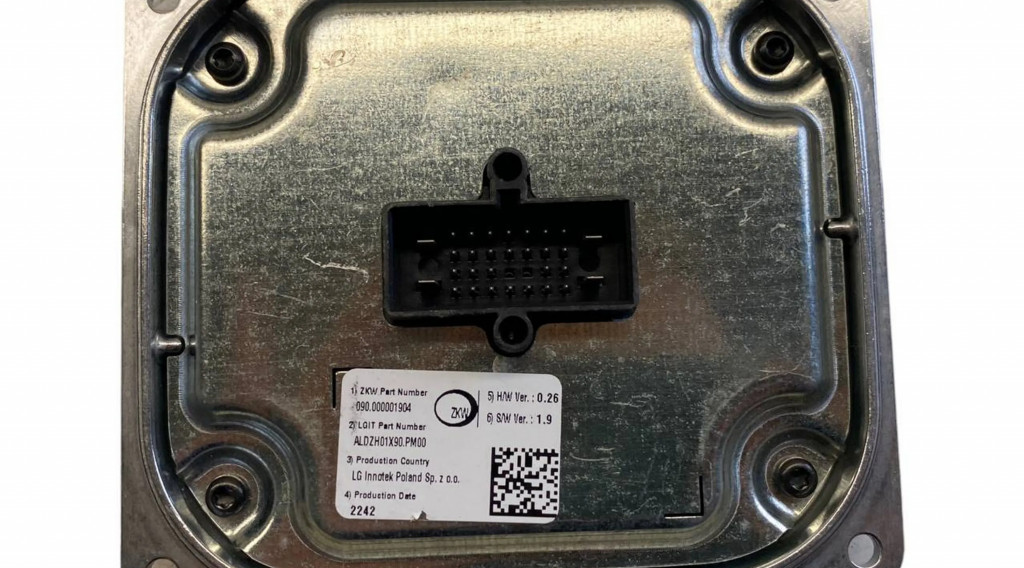 1) ZKW Part Number
090.000001904
2) LGIT Part Number
ALDZH01X90.PM00
3) Production Country
LG Innotek Poland Sp. z o.o.
4) Production Date
2242
ZKW
5) H/W Ver. : 0.26
6) S/W Ver. : 1.9